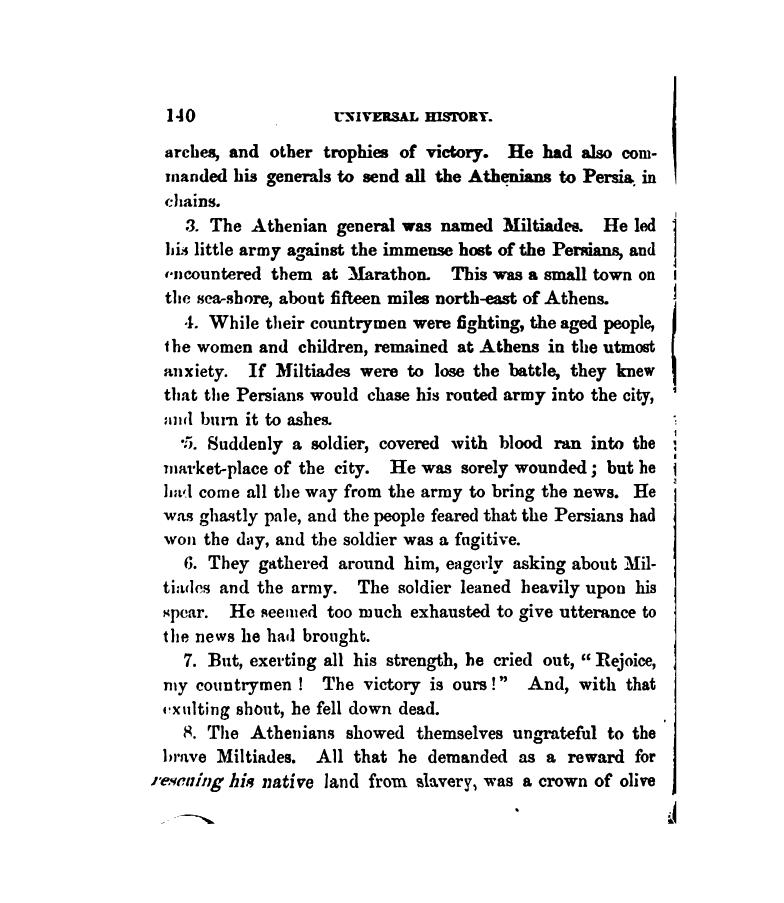 140 UNIVERSAL HISTORY.
arches, and other trophies of victory. He had also com-
manded his generals to send all the Athenians to Persia in
chains.
3. The Athenian general was named Miltiades. He led
his little army against the immense host of the Persians, and
encountered them at Marathon. This was a small town on
the sea-shore, about fifteen miles north-east of Athens.
4. While their countrymen were fighting, the aged people,
the women and children, remained at Athens in the utmost
anxiety. If Miltiades were to lose the battle, they knew
that the Persians would chase his routed army into the city,
and burn it to ashes.
5. Suddenly a soldier, covered with blood ran into the
market-place of the city. He was sorely wounded; but he
had come all the way from the army to bring the news. He
was ghastly pale, and the people feared that the Persians had
won the day, and the soldier was a fugitive.
6. They gathered around him, eagerly asking about Mil-
tiades and the army. The soldier leaned heavily upon his
spear. He seemed too much exhausted to give utterance to
the news he had brought.
7. But, exerting all his strength, he cried out, “Rejoice,
my countrymen! The victory is ours!” And, with that
exulting shout, he fell down dead.
8. The Athenians showed themselves ungrateful to the
brave Miltiades. All that he demanded as a reward for
rescuing his native land from slavery, was a crown of olive